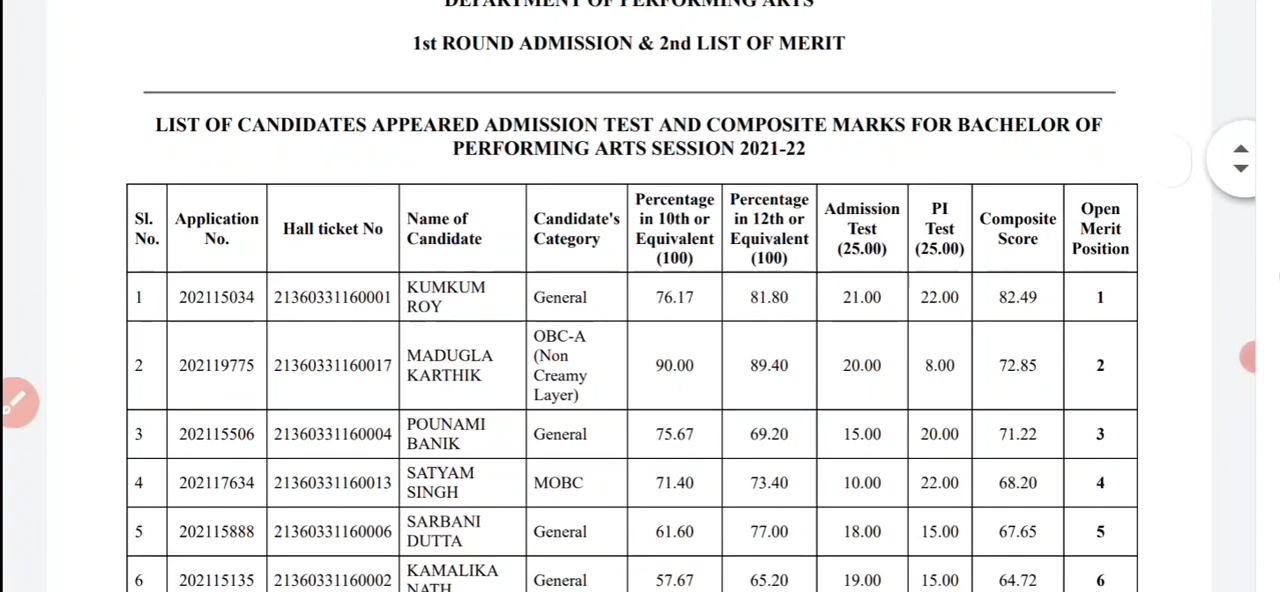 DEPARTMENT OF PERFORMING ARTS
1st ROUND ADMISSION & 2nd LIST OF MERIT
LIST OF CANDIDATES APPEARED ADMISSION TEST AND COMPOSITE MARKS FOR BACHELOR OF
PERFORMING ARTS SESSION 2021-22
Sl. No. Application No. Hall ticket No Name of Candidate Candidate's Category Percentage in 10th or Equivalent (100) Percentage in 12th or Equivalent (100) Admission Test (25.00) PI Test (25.00) Composite Score Open Merit Position
1 202115034 21360331160001 KUMKUM ROY General 76.17 81.80 21.00 22.00 82.49 1
2 202119775 21360331160017 MADUGLA KARTHIK OBC-A (Non Creamy Layer) 90.00 89.40 20.00 8.00 72.85 2
3 202115506 21360331160004 POUNAMI BANIK General 75.67 69.20 15.00 20.00 71.22 3
4 202117634 21360331160013 SATYAM SINGH MOBC 71.40 73.40 10.00 22.00 68.20 4
5 202115888 21360331160006 SARBANI DUTTA General 61.60 77.00 18.00 15.00 67.65 5
6 202115135 21360331160002 KAMALIKA NATH General 57.67 65.20 19.00 15.00 64.72 6